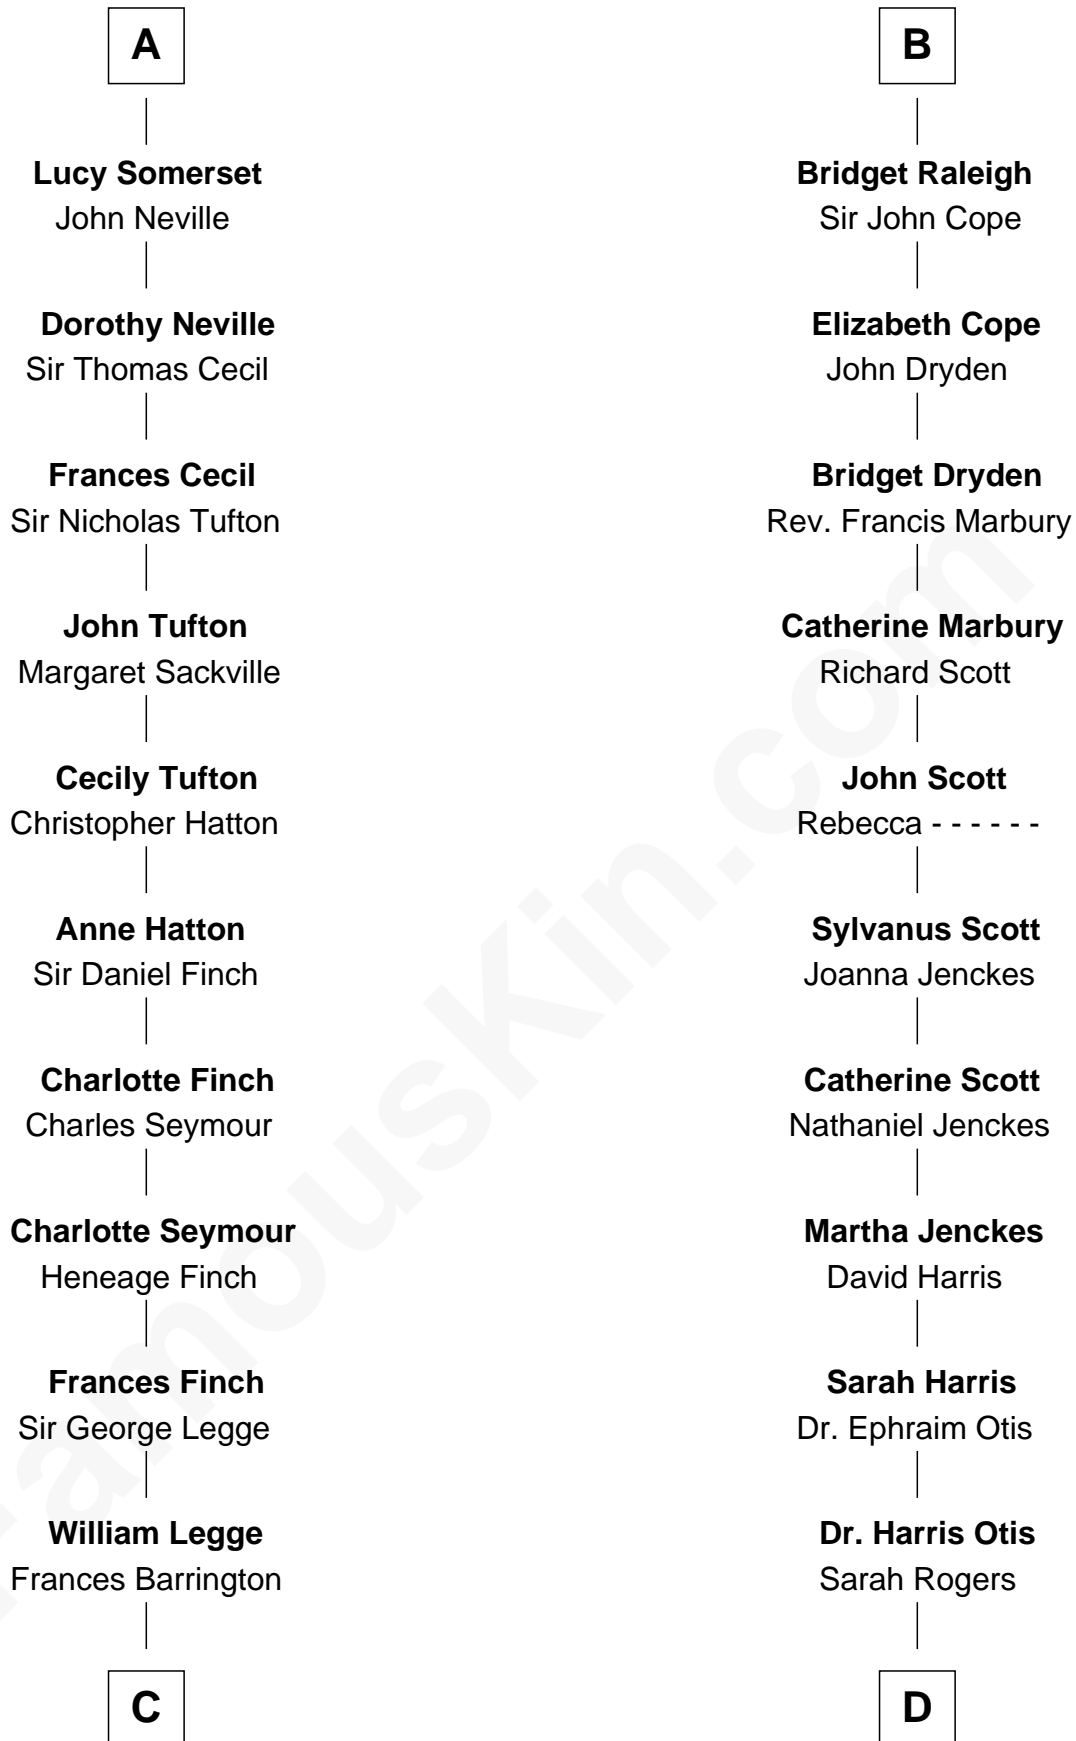 A
Lucy Somerset
John Neville
Dorothy Neville
Sir Thomas Cecil
Frances Cecil
Sir Nicholas Tufton
John Tufton
Margaret Sackville
Cecily Tufton
Christopher Hatton
Anne Hatton
Sir Daniel Finch
Charlotte Finch
Charles Seymour
Charlotte Seymour
Heneage Finch
Frances Finch
Sir George Legge
William Legge
Frances Barrington
C
B
Bridget Raleigh
Sir John Cope
Elizabeth Cope
John Dryden
Bridget Dryden
Rev. Francis Marbury
Catherine Marbury
Richard Scott
John Scott
Rebecca - - - - - -
Sylvanus Scott
Joanna Jenckes
Catherine Scott
Nathaniel Jenckes
Martha Jenckes
David Harris
Sarah Harris
Dr. Ephraim Otis
Dr. Harris Otis
Sarah Rogers
D
FamousKin.com